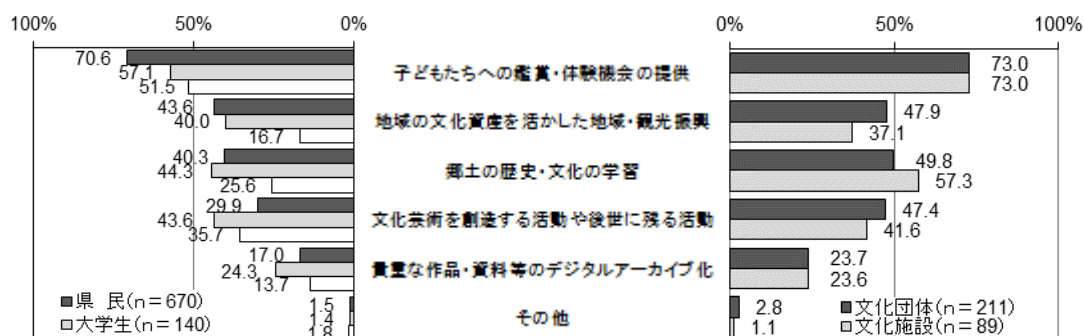 100% 50% 0% 0% 50% 100%
70.6 子どもたちへの鑑賞・体験機会の提供 73.0
57.1 73.0
51.5
43.6 地域の文化資産を活かした地域・観光振興 47.9
40.0 37.1
16.7
40.3 郷土の歴史・文化の学習 49.8
44.3 57.3
25.6
29.9 文化芸術を創造する活動や後世に残る活動 47.4
43.6 41.6
35.7
17.0 貴重な作品・資料等のデジタルアーカイブ化 23.7
24.3 23.6
13.7
1.5 その他 2.8
1.4 1.1
1.8
■県 民(n=670) ■文化団体(n=211)
□大学生(n=140) □文化施設(n=89)